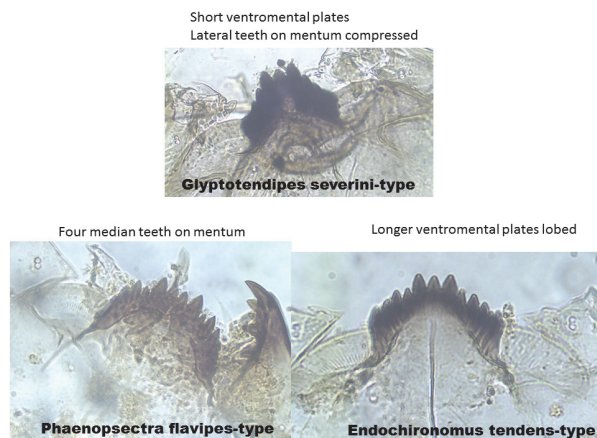 Short ventromental plates
Lateral teeth on mentum compressed
Glyptotendipes severini-type
Four median teeth on mentum
Longer ventromental plates lobed
Phaenopsectra flavipes-type
Endochironomus tendens-type